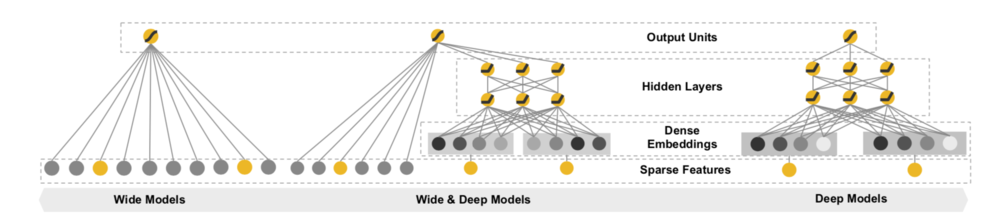 Output Units
Hidden Layers
Dense
Embeddings
Sparse Features
Wide Models
Wide & Deep Models
Deep Models